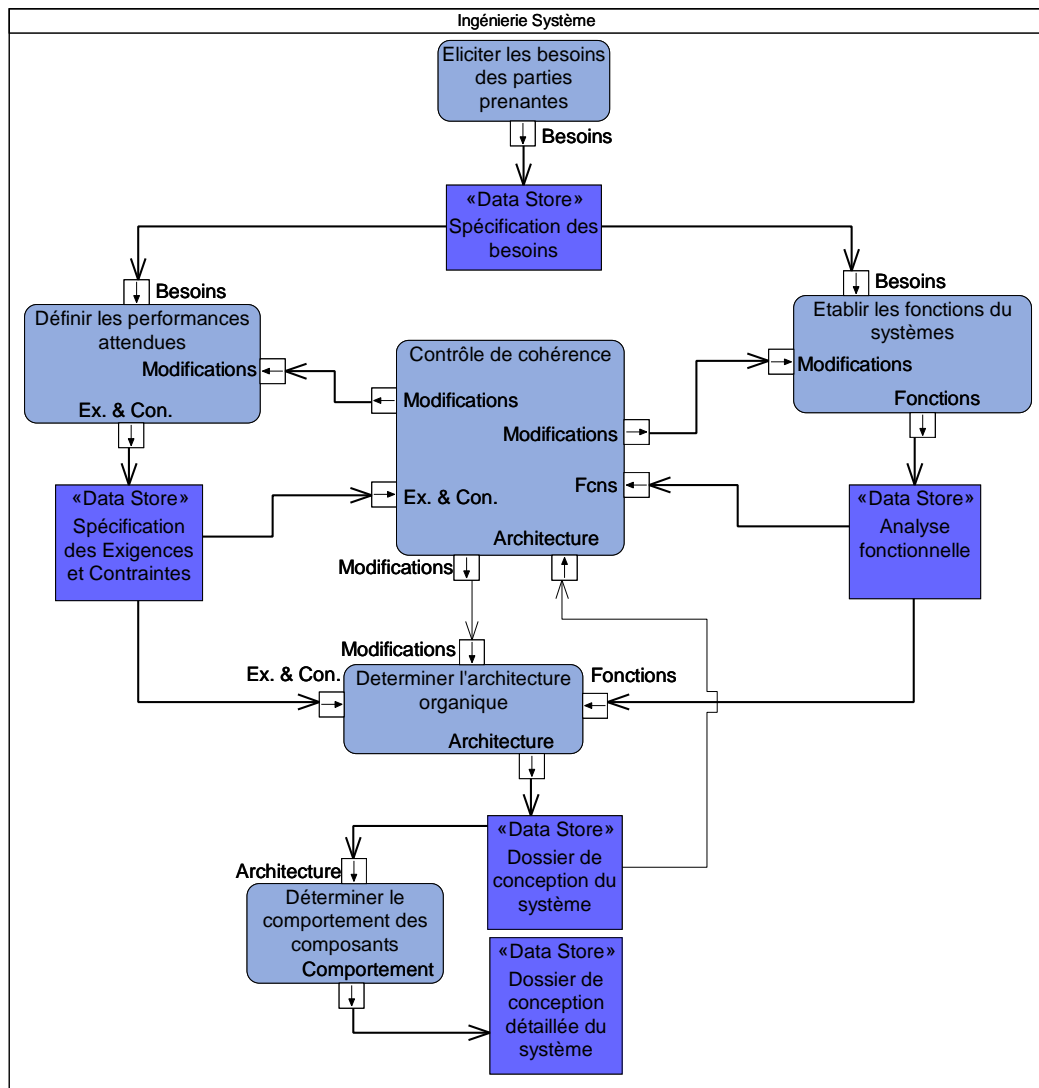 Ingénierie Système
Eliciter les besoins
des parties
prenantes
Besoins
«Data Store»
Spécification des
besoins
Besoins
Définir les performances
attendues
Modifications
Ex. & Con.
Besoins
Etablir les fonctions du
systèmes
Modifications
Fonctions
Contrôle de cohérence
Modifications
Modifications
Ex. & Con.
Fcns
Architecture
Modifications
«Data Store»
Spécification
des Exigences
et Contraintes
«Data Store»
Analyse
fonctionnelle
Modifications
Ex. & Con.
Fonctions
Determiner l'architecture
organique
Architecture
«Data Store»
Dossier de
conception du
système
Architecture
Déterminer le
comportement des
composants
Comportement
«Data Store»
Dossier de
conception
détaillée du
système